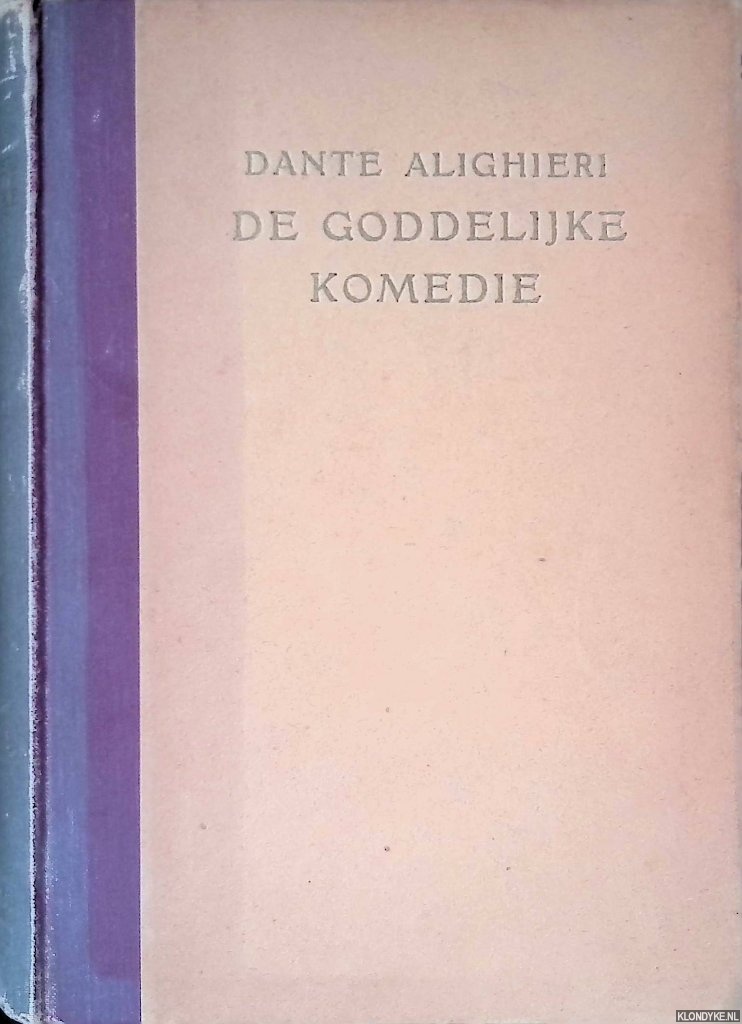 DANTE ALIGHIERI
DE GODDELIJKE
KOMEDIE
KLONDYKE.NL